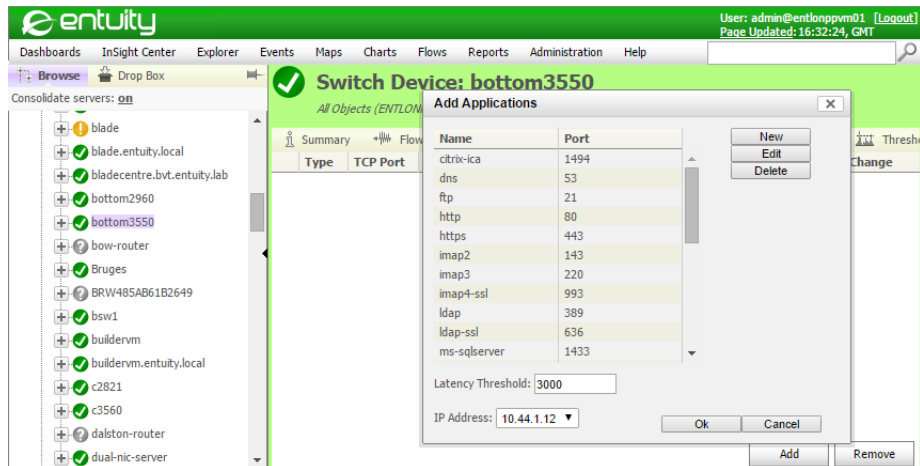 entuity
User: admin@entlonppvm01 [Logout]
Page Updated: 16:32:24, GMT
Dashboards InSight Center Explorer Events Maps Charts Flows Reports Administration Help
Browse Drop Box
Consolidate servers: on
blade
blade.entuity.local
bladecentre.bvt.entuity.lab
bottom2960
bottom3550
bow-router
Bruges
BRW485AB61B2649
bsw1
buildervm
buildervm.entuity.local
c2821
c3560
dalston-router
dual-nic-server
Switch Device: bottom3550
All Objects (ENTLON
Summary Flow Thresh
Type TCP Port Change
Add Applications
Name Port
citrix-ica 1494
dns 53
ftp 21
http 80
https 443
imap2 143
imap3 220
imap4-ssl 993
ldap 389
ldap-ssl 636
ms-sqlserver 1433
New
Edit
Delete
Latency Threshold: 3000
IP Address: 10.44.1.12
Ok Cancel
Add Remove